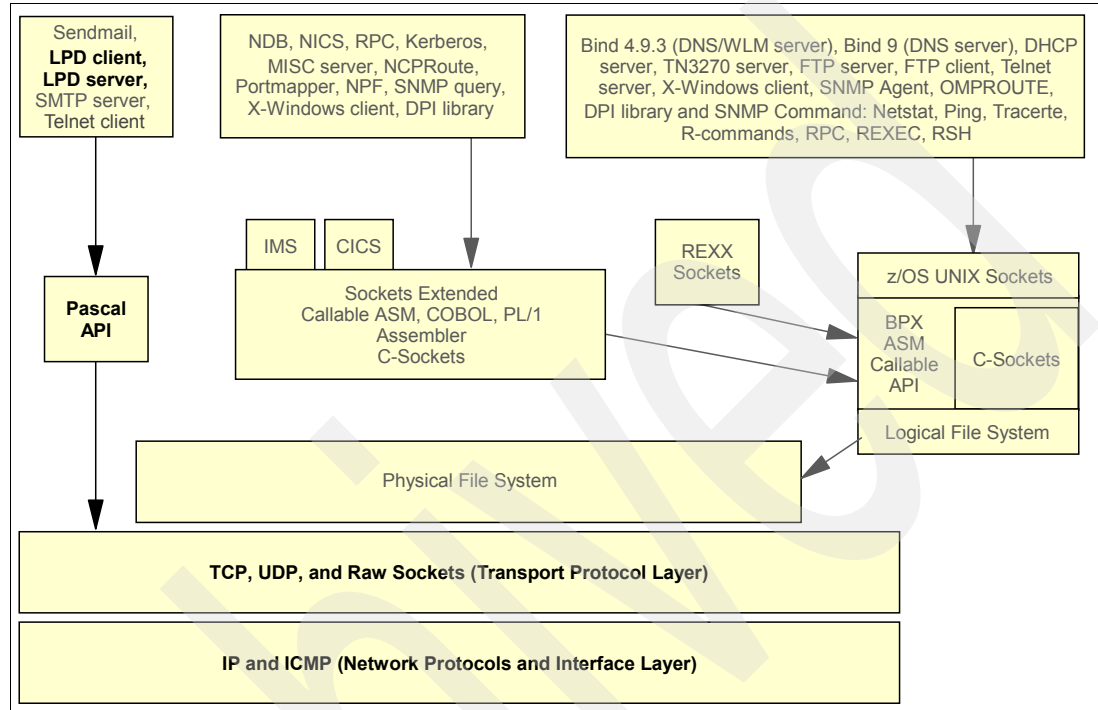 Sendmail,
LPD client,
LPD server,
SMTP server,
Telnet client
NDB, NICS, RPC, Kerberos,
MISC server, NCPRoute,
Portmapper, NPF, SNMP query,
X-Windows client, DPI library
Bind 4.9.3 (DNS/WLM server), Bind 9 (DNS server), DHCP
server, TN3270 server, FTP server, FTP client, Telnet
server, X-Windows client, SNMP Agent, OMPROUTE,
DPI library and SNMP Command: Netstat, Ping, Tracerte,
R-commands, RPC, REXEC, RSH
IMS
CICS
REXX
Sockets
Pascal
API
Sockets Extended
Callable ASM, COBOL, PL/1
Assembler
C-Sockets
z/OS UNIX Sockets
BPX
ASM
Callable
API
C-Sockets
Logical File System
Physical File System
TCP, UDP, and Raw Sockets (Transport Protocol Layer)
IP and ICMP (Network Protocols and Interface Layer)